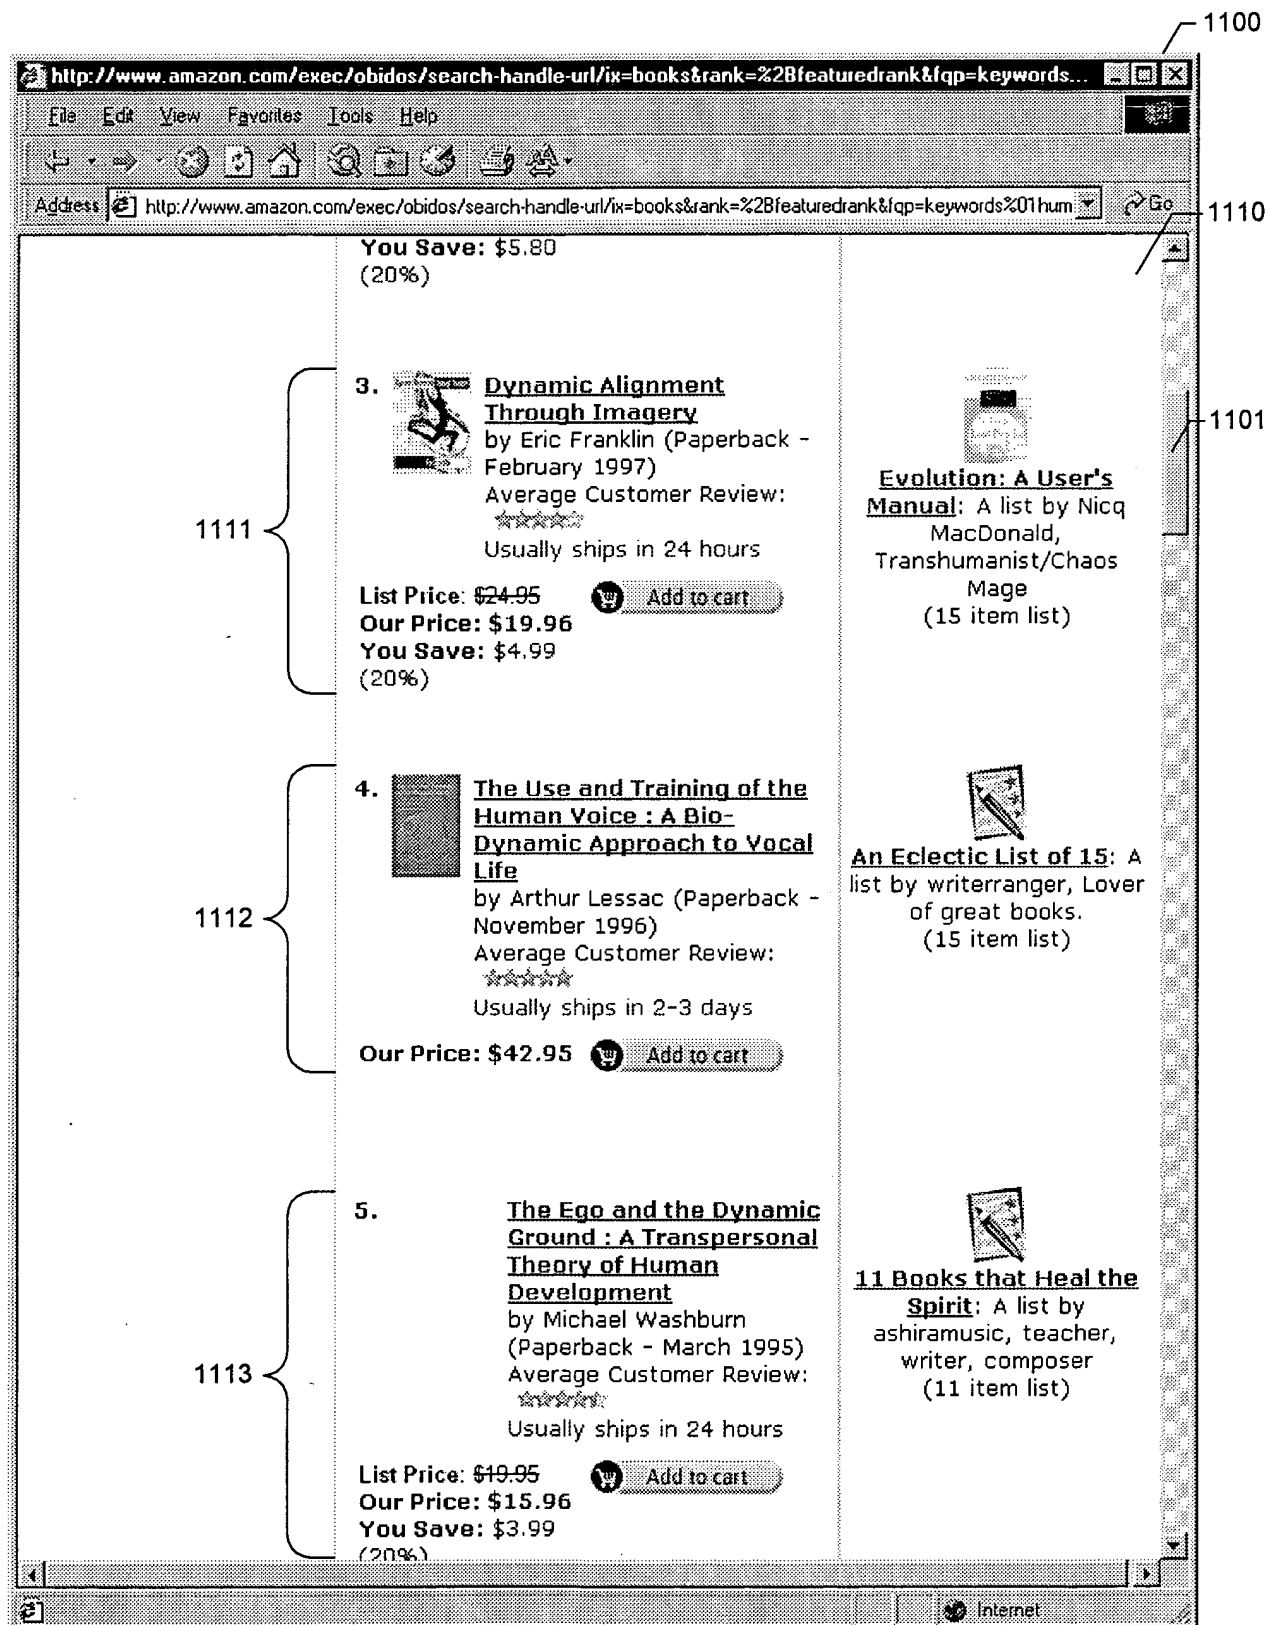 1100
http://www.amazon.com/exec/obidos/search-handle-url/ix=books&rank=%2Bfeaturedrank&fqp=keywords...
File Edit View Favorites Tools Help
Address http://www.amazon.com/exec/obidos/search-handle-url/ix=books&rank=%2Bfeaturedrank&fqp=keywords%01hum Go
1110
You Save: $5.80
(20%)
1111
3. Dynamic Alignment
Through Imagery
by Eric Franklin (Paperback -
February 1997)
Average Customer Review:
Usually ships in 24 hours
List Price: $24.95 Add to cart
Our Price: $19.96
You Save: $4.99
(20%)
1101
Evolution: A User's
Manual: A list by Nicq
MacDonald,
Transhumanist/Chaos
Mage
(15 item list)
1112
4. The Use and Training of the
Human Voice : A Bio-
Dynamic Approach to Vocal
Life
by Arthur Lessac (Paperback -
November 1996)
Average Customer Review:
Usually ships in 2-3 days
Our Price: $42.95 Add to cart
An Eclectic List of 15: A
list by writerranger, Lover
of great books.
(15 item list)
1113
5. The Ego and the Dynamic
Ground : A Transpersonal
Theory of Human
Development
by Michael Washburn
(Paperback - March 1995)
Average Customer Review:
Usually ships in 24 hours
List Price: $19.95 Add to cart
Our Price: $15.96
You Save: $3.99
(20%)
11 Books that Heal the
Spirit: A list by
ashiramusic, teacher,
writer, composer
(11 item list)
Internet